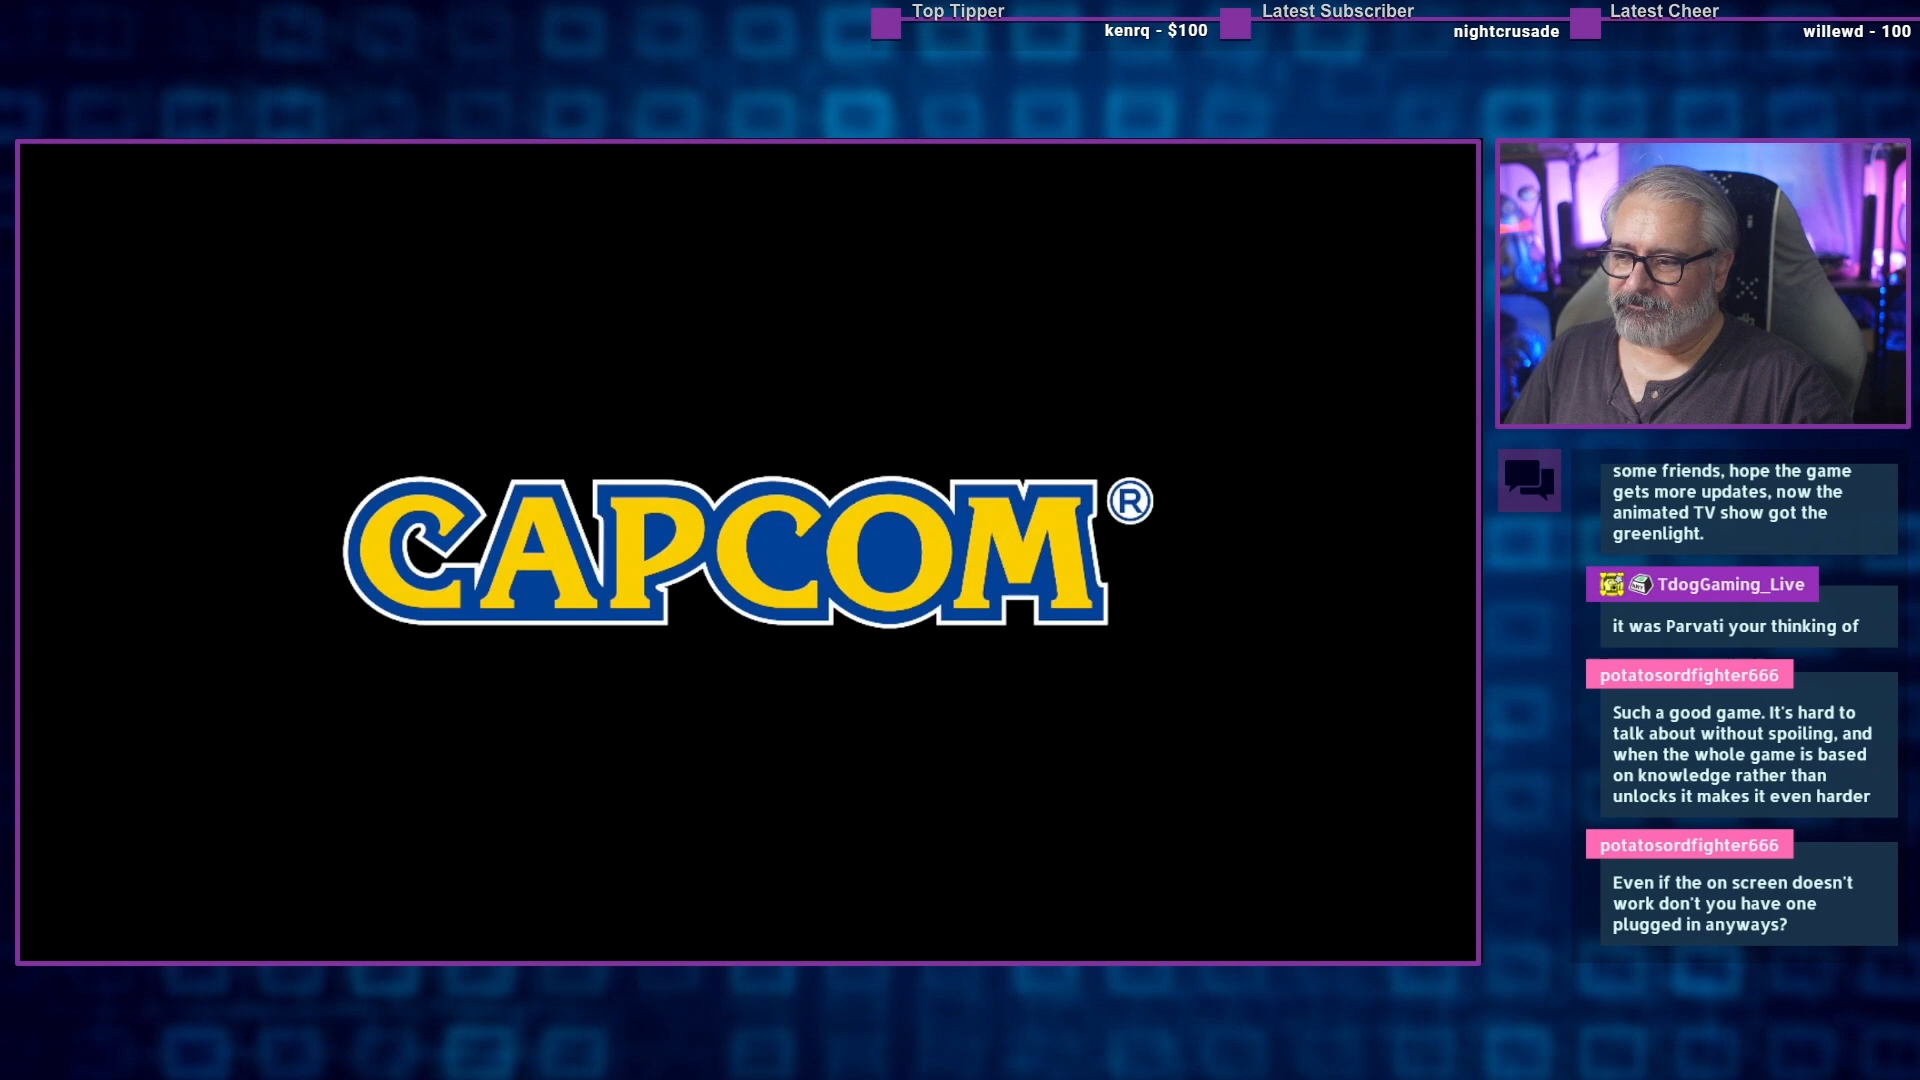 Top Tipper
kenrq - $100
Latest Subscriber
nightcrusade
Latest Cheer
willewd - 100
CAPCOM®
some friends, hope the game
gets more updates, now the
animated TV show got the
greenlight.
TdogGaming_Live
it was Parvati your thinking of
potatosordfighter666
Such a good game. It's hard to
talk about without spoiling, and
when the whole game is based
on knowledge rather than
unlocks it makes it even harder
potatosordfighter666
Even if the on screen doesn't
work don't you have one
plugged in anyways?